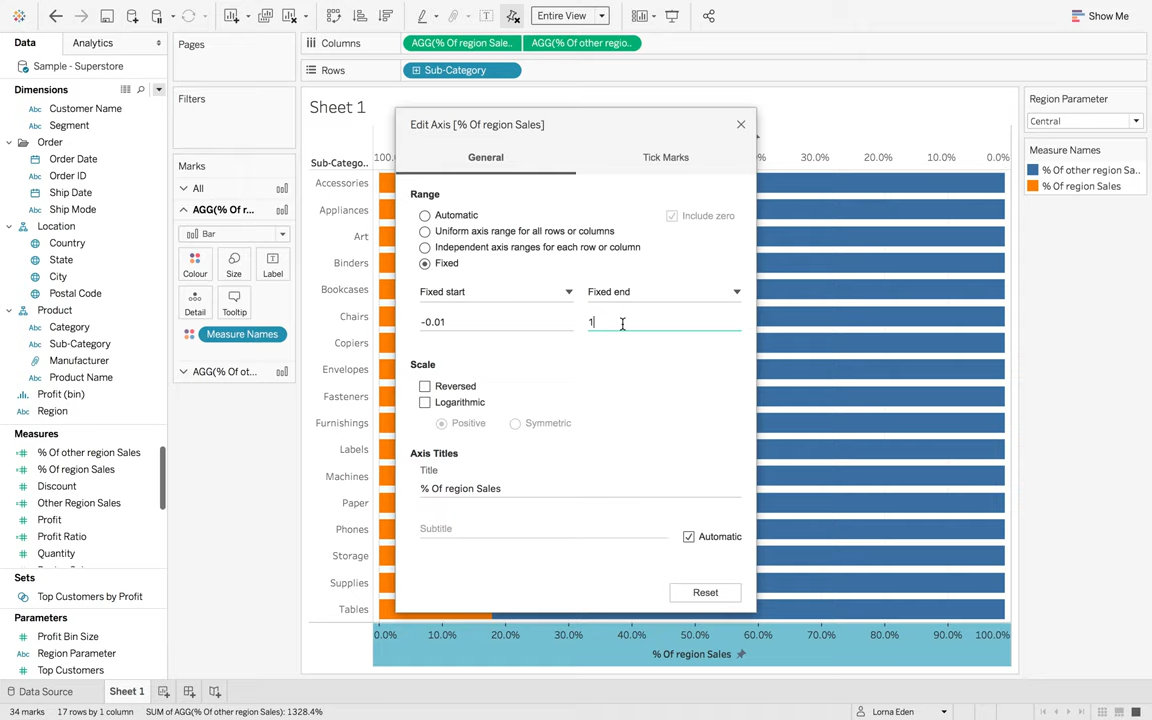 Entire View
Show Me
Data
Analytics
Sample - Superstore
Dimensions
Customer Name
Segment
Order
Order Date
Order ID
Ship Date
Ship Mode
Location
Country
State
City
Postal Code
Product
Category
Sub-Category
Manufacturer
Product Name
Profit (bin)
Region
Measures
% Of other region Sales
% Of region Sales
Discount
Other Region Sales
Profit
Profit Ratio
Quantity
Sets
Top Customers by Profit
Parameters
Profit Bin Size
Region Parameter
Top Customers
Pages
Filters
Marks
All
AGG(% Of r...
Bar
Colour
Size
Label
Detail
Tooltip
Measure Names
AGG(% Of ot...
Columns
AGG(% Of region Sale..
AGG(% Of other regio..
Rows
Sub-Category
Sheet 1
Sub-Catego..
100.
%
30.0%
20.0%
10.0%
0.0%
Accessories
Appliances
Art
Binders
Bookcases
Chairs
Copiers
Envelopes
Fasteners
Furnishings
Labels
Machines
Paper
Phones
Storage
Supplies
Tables
0.0%
10.0%
20.0%
30.0%
40.0%
50.0%
60.0%
70.0%
80.0%
90.0%
100.0%
% Of region Sales
Edit Axis [% Of region Sales]
General
Tick Marks
Range
Automatic
Include zero
Uniform axis range for all rows or columns
Independent axis ranges for each row or column
Fixed
Fixed start
Fixed end
-0.01
1
Scale
Reversed
Logarithmic
Positive
Symmetric
Axis Titles
Title
% Of region Sales
Subtitle
Automatic
Reset
Region Parameter
Central
Measure Names
% Of other region Sa..
% Of region Sales
Data Source
Sheet 1
34 marks
17 rows by 1 column
SUM of AGG(% Of other region Sales): 1328.4%
Lorna Eden